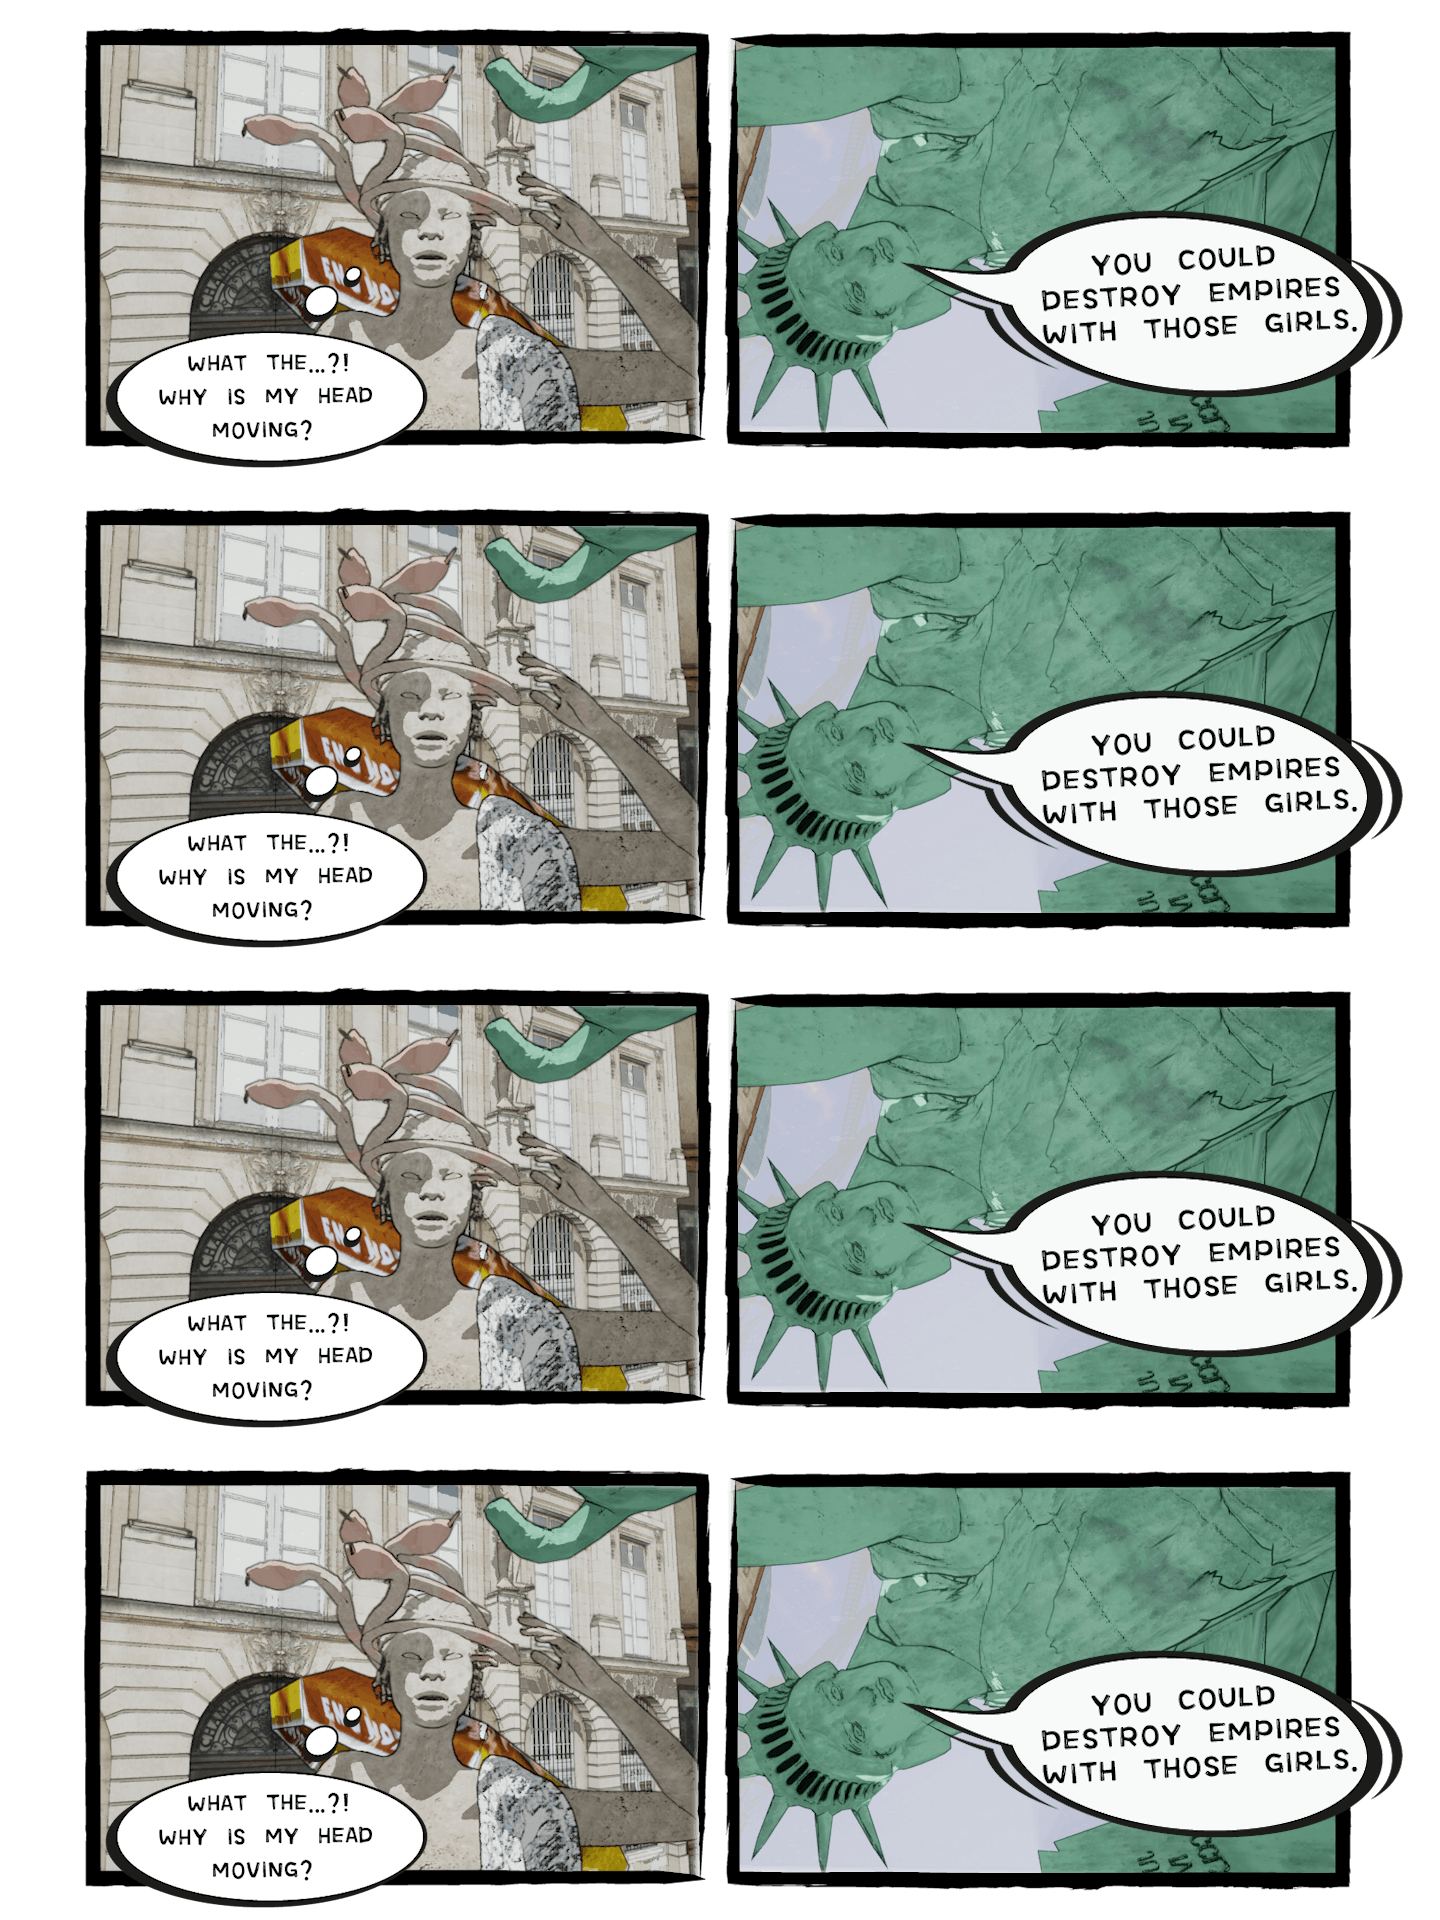 WHAT THE...?!
WHY IS MY HEAD
MOVING?
YOU COULD
DESTROY EMPIRES
WITH THOSE GIRLS.
WHAT THE...?!
WHY IS MY HEAD
MOVING?
YOU COULD
DESTROY EMPIRES
WITH THOSE GIRLS.
WHAT THE...?!
WHY IS MY HEAD
MOVING?
YOU COULD
DESTROY EMPIRES
WITH THOSE GIRLS.
WHAT THE...?!
WHY IS MY HEAD
MOVING?
YOU COULD
DESTROY EMPIRES
WITH THOSE GIRLS.